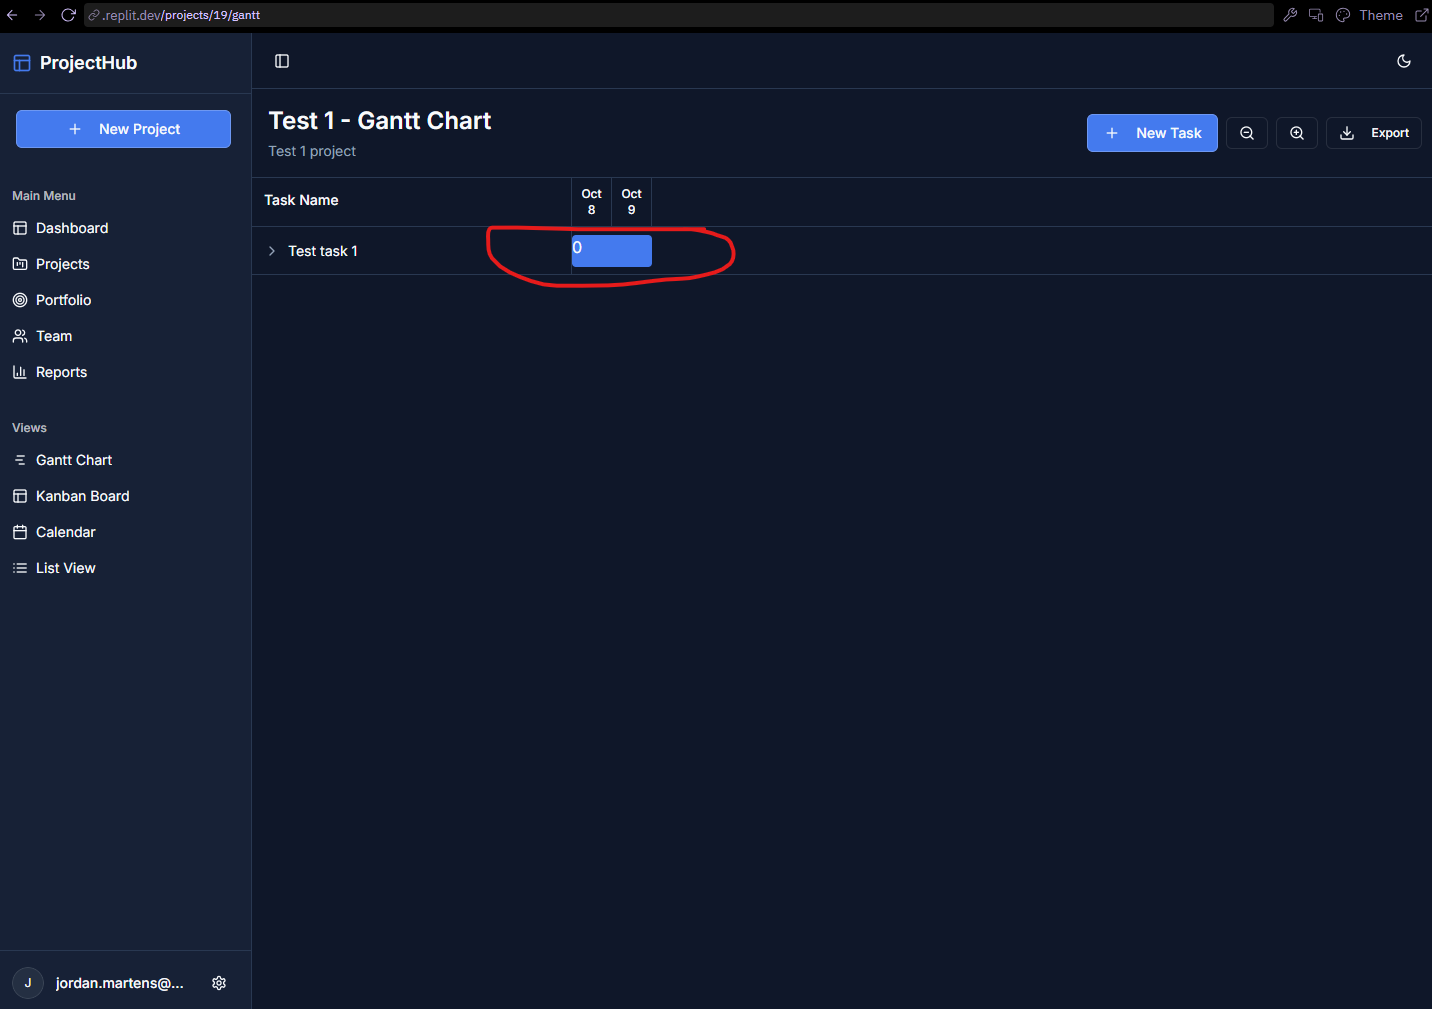 .replit.dev/projects/19/gantt
Theme
ProjectHub
New Project
Main Menu
Dashboard
Projects
Portfolio
Team
Reports
Views
Gantt Chart
Kanban Board
Calendar
List View
J
jordan.martens@...
Test 1 - Gantt Chart
Test 1 project
New Task
Export
Task Name
Oct
8
Oct
9
Test task 1
0